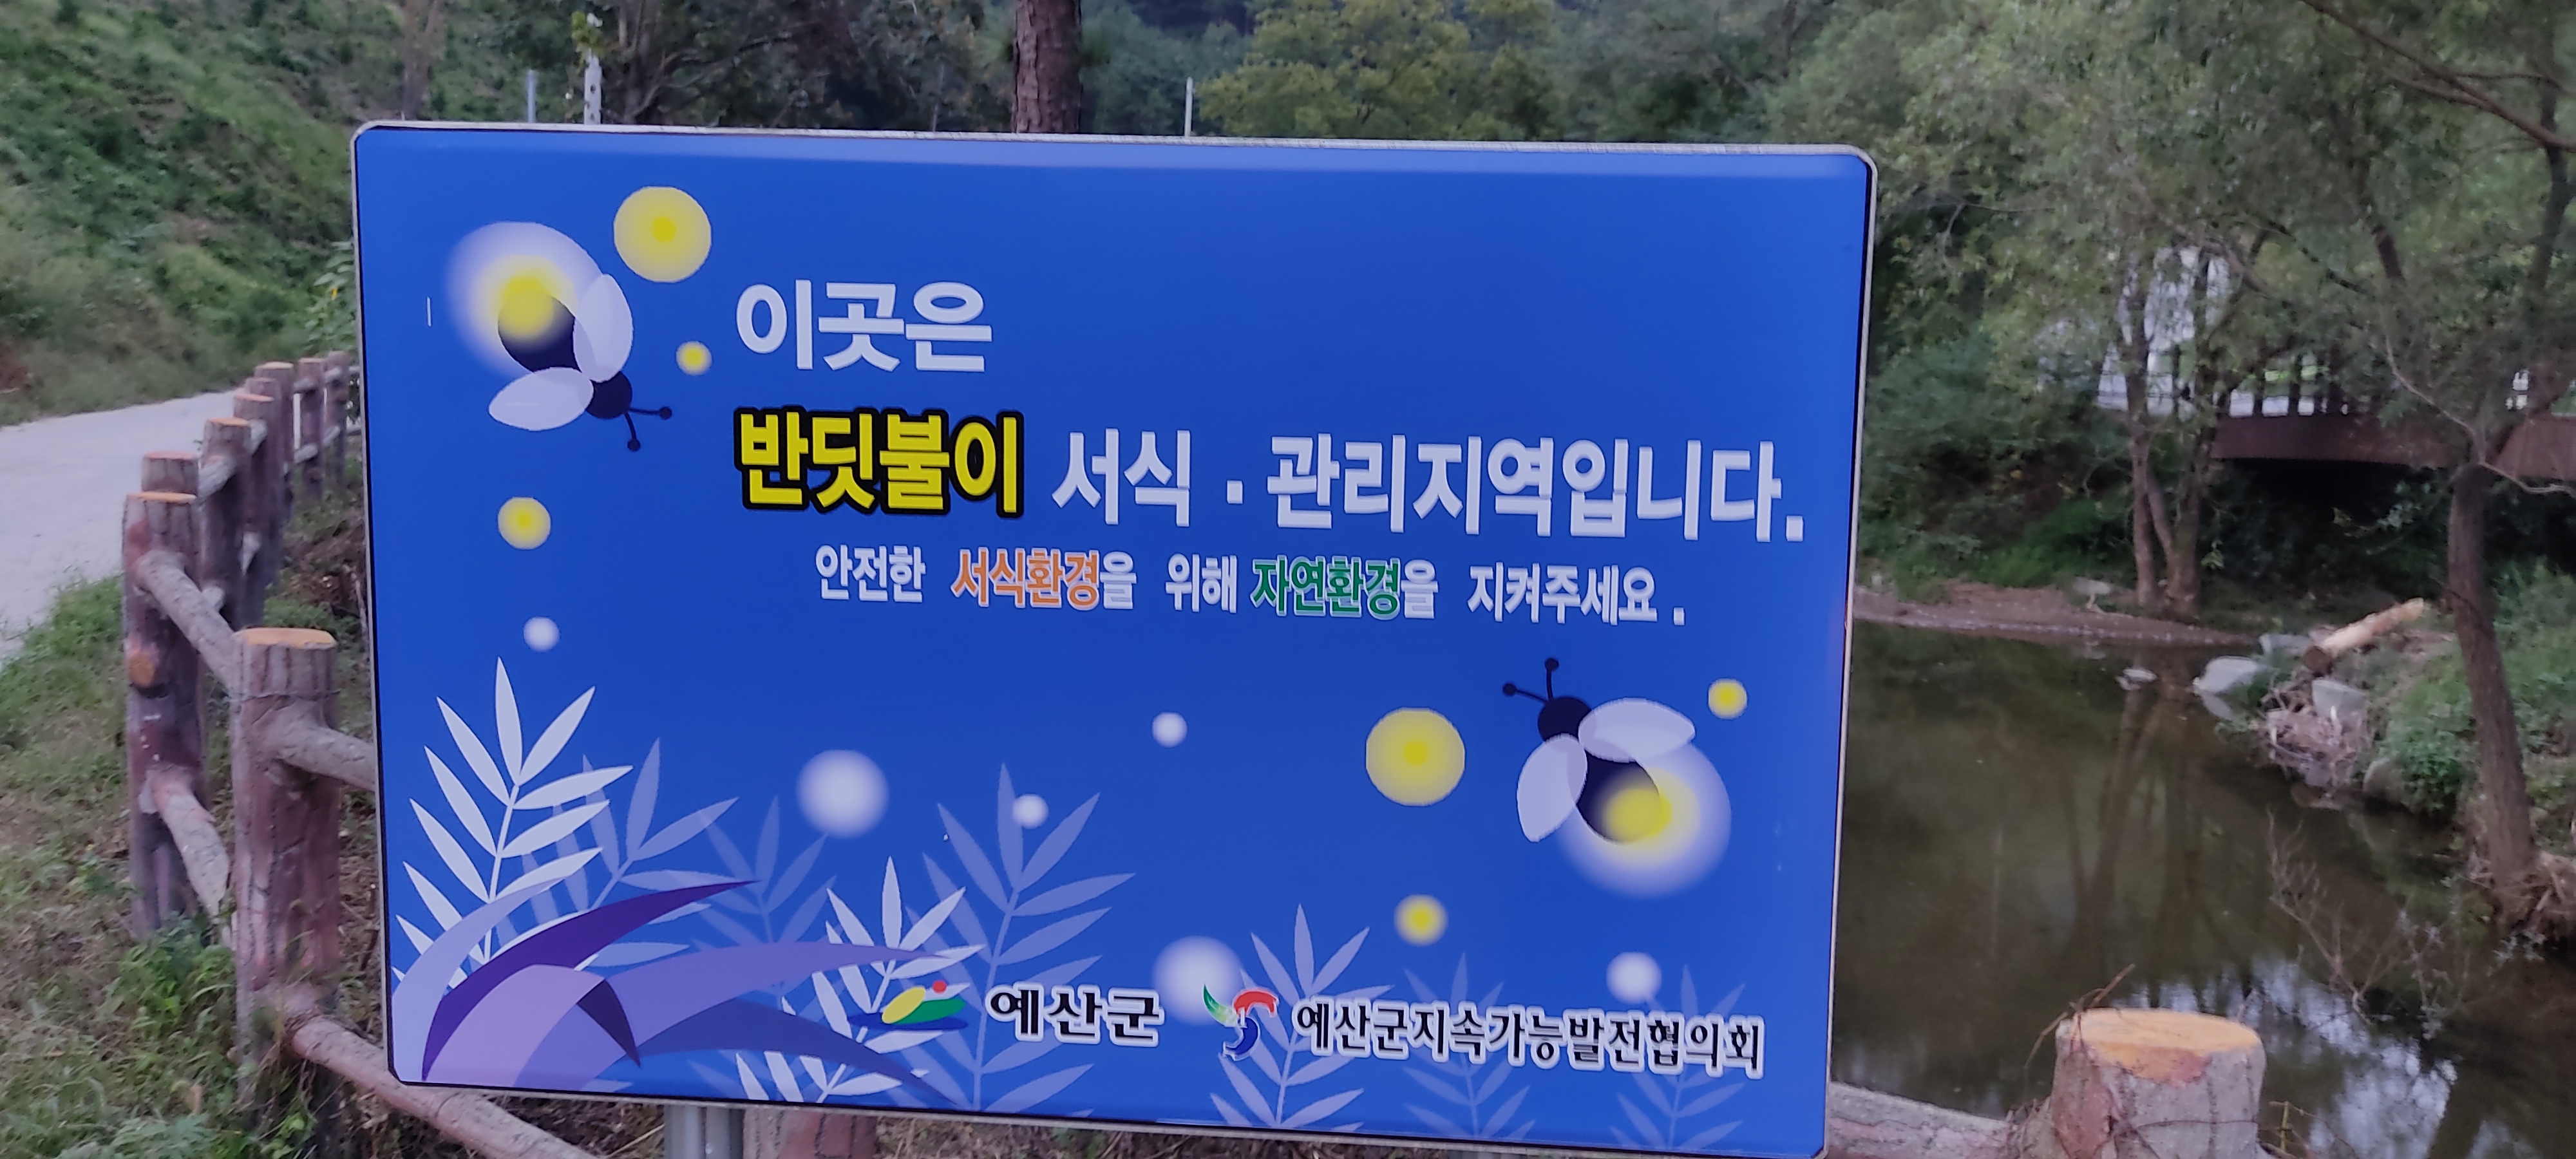 이곳은
반딧불이 서식 · 관리지역입니다.
안전한 서식환경을 위해 자연환경을 지켜주세요.
예산군 예산군지속가능발전협의회